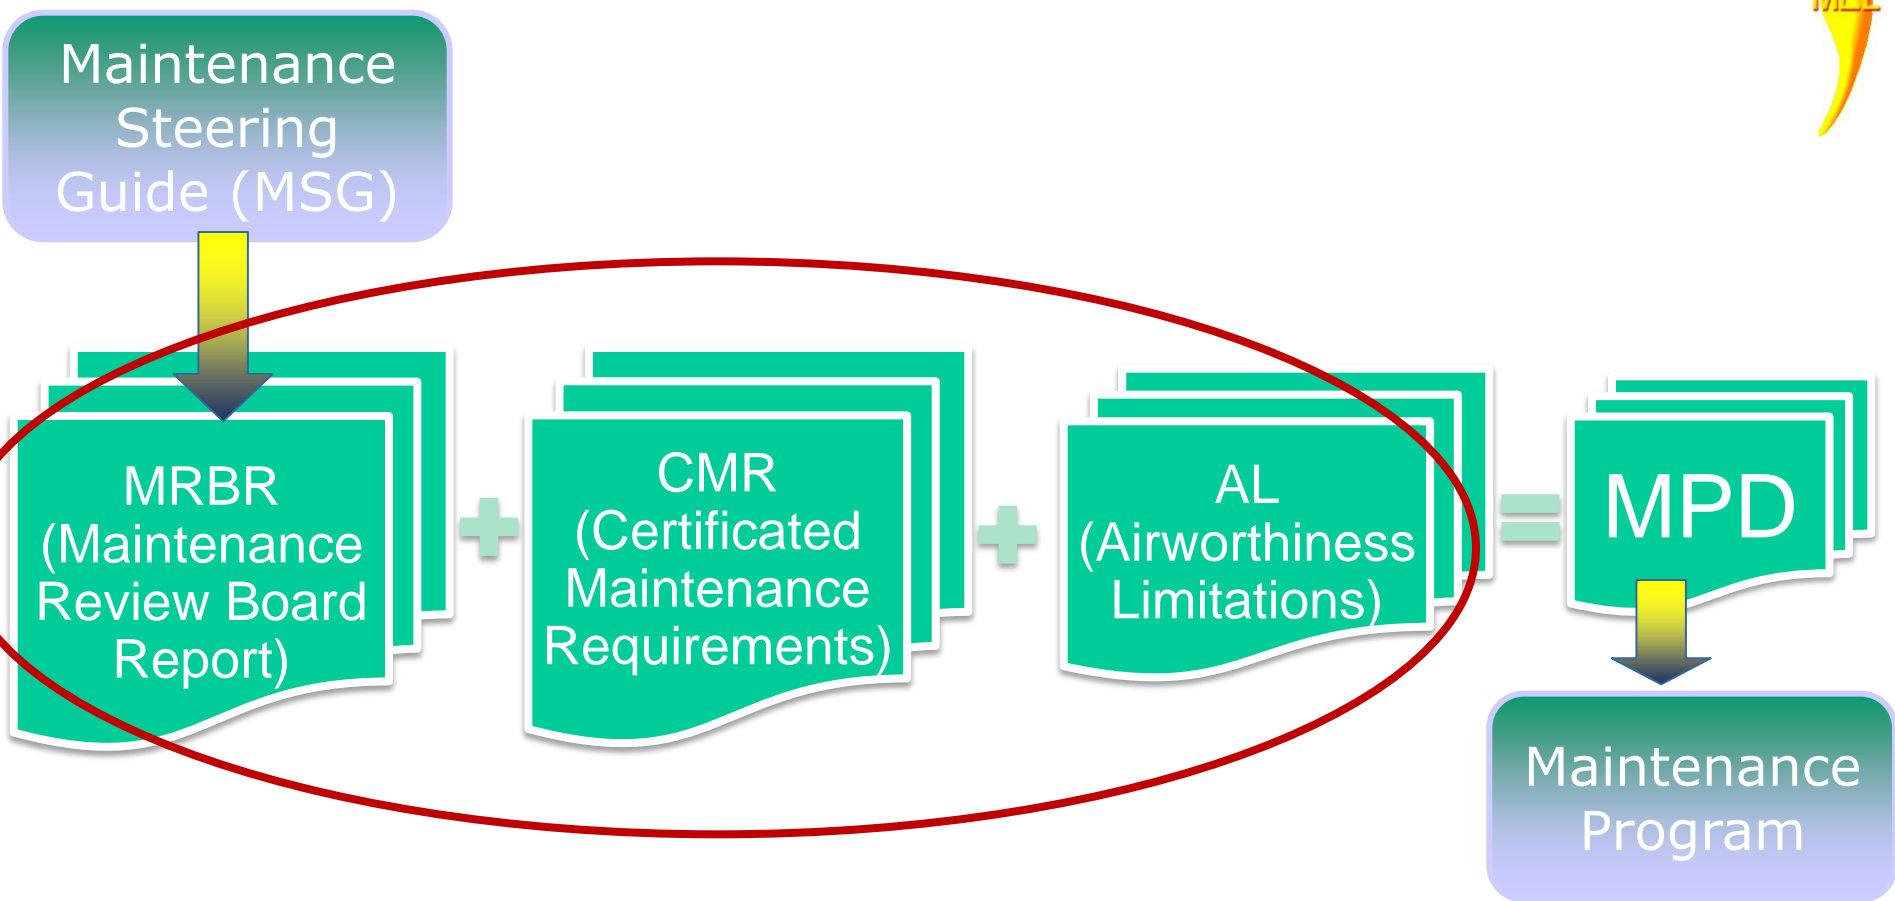 Maintenance
Steering
Guide (MSG)
MRBR
(Maintenance
Review Board
Report)
CMR
(Certificated
Maintenance
Requirements)
AL
(Airworthiness
Limitations)
MPD
Maintenance
Program